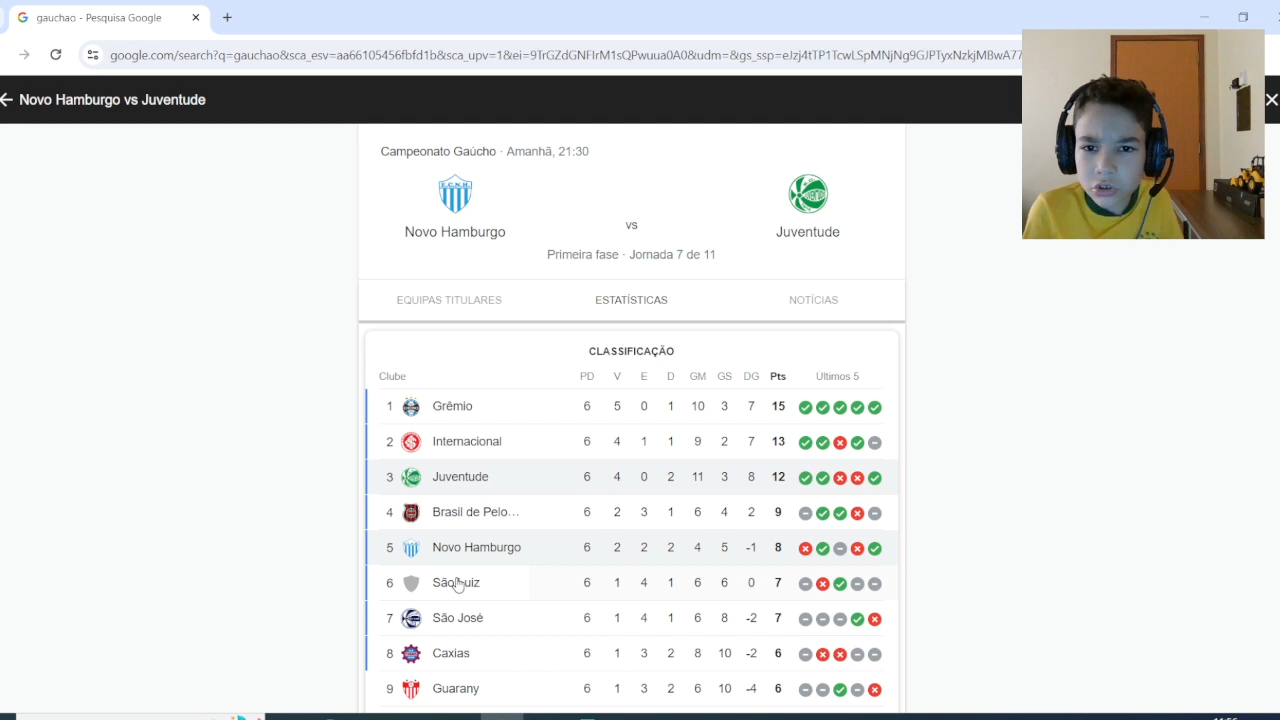 gauchao - Pesquisa Google
google.com/search?q=gauchao&sca_esv=aa66105456fbfd1b&sca_upv=1&ei=9TrGZdGNFIrM1sQPwuua0A0&udm=&gs_ssp=eJzj4tTP1TcwLSpMNjNg9GJPTyxNzkjMBwA77
Novo Hamburgo vs Juventude
Campeonato Gaúcho · Amanhã, 21:30
Novo Hamburgo vs Juventude
Primeira fase · Jornada 7 de 11
EQUIPAS TITULARES ESTATÍSTICAS NOTÍCIAS
CLASSIFICAÇÃO
Clube PD V E D GM GS DG Pts Últimos 5
1 Grêmio 6 5 0 1 10 3 7 15
2 Internacional 6 4 1 1 9 2 7 13
3 Juventude 6 4 0 2 11 3 8 12
4 Brasil de Pelo... 6 2 3 1 6 4 2 9
5 Novo Hamburgo 6 2 2 2 4 5 -1 8
6 São Luiz 6 1 4 1 6 6 0 7
7 São José 6 1 4 1 6 8 -2 7
8 Caxias 6 1 3 2 8 10 -2 6
9 Guarany 6 1 3 2 6 10 -4 6